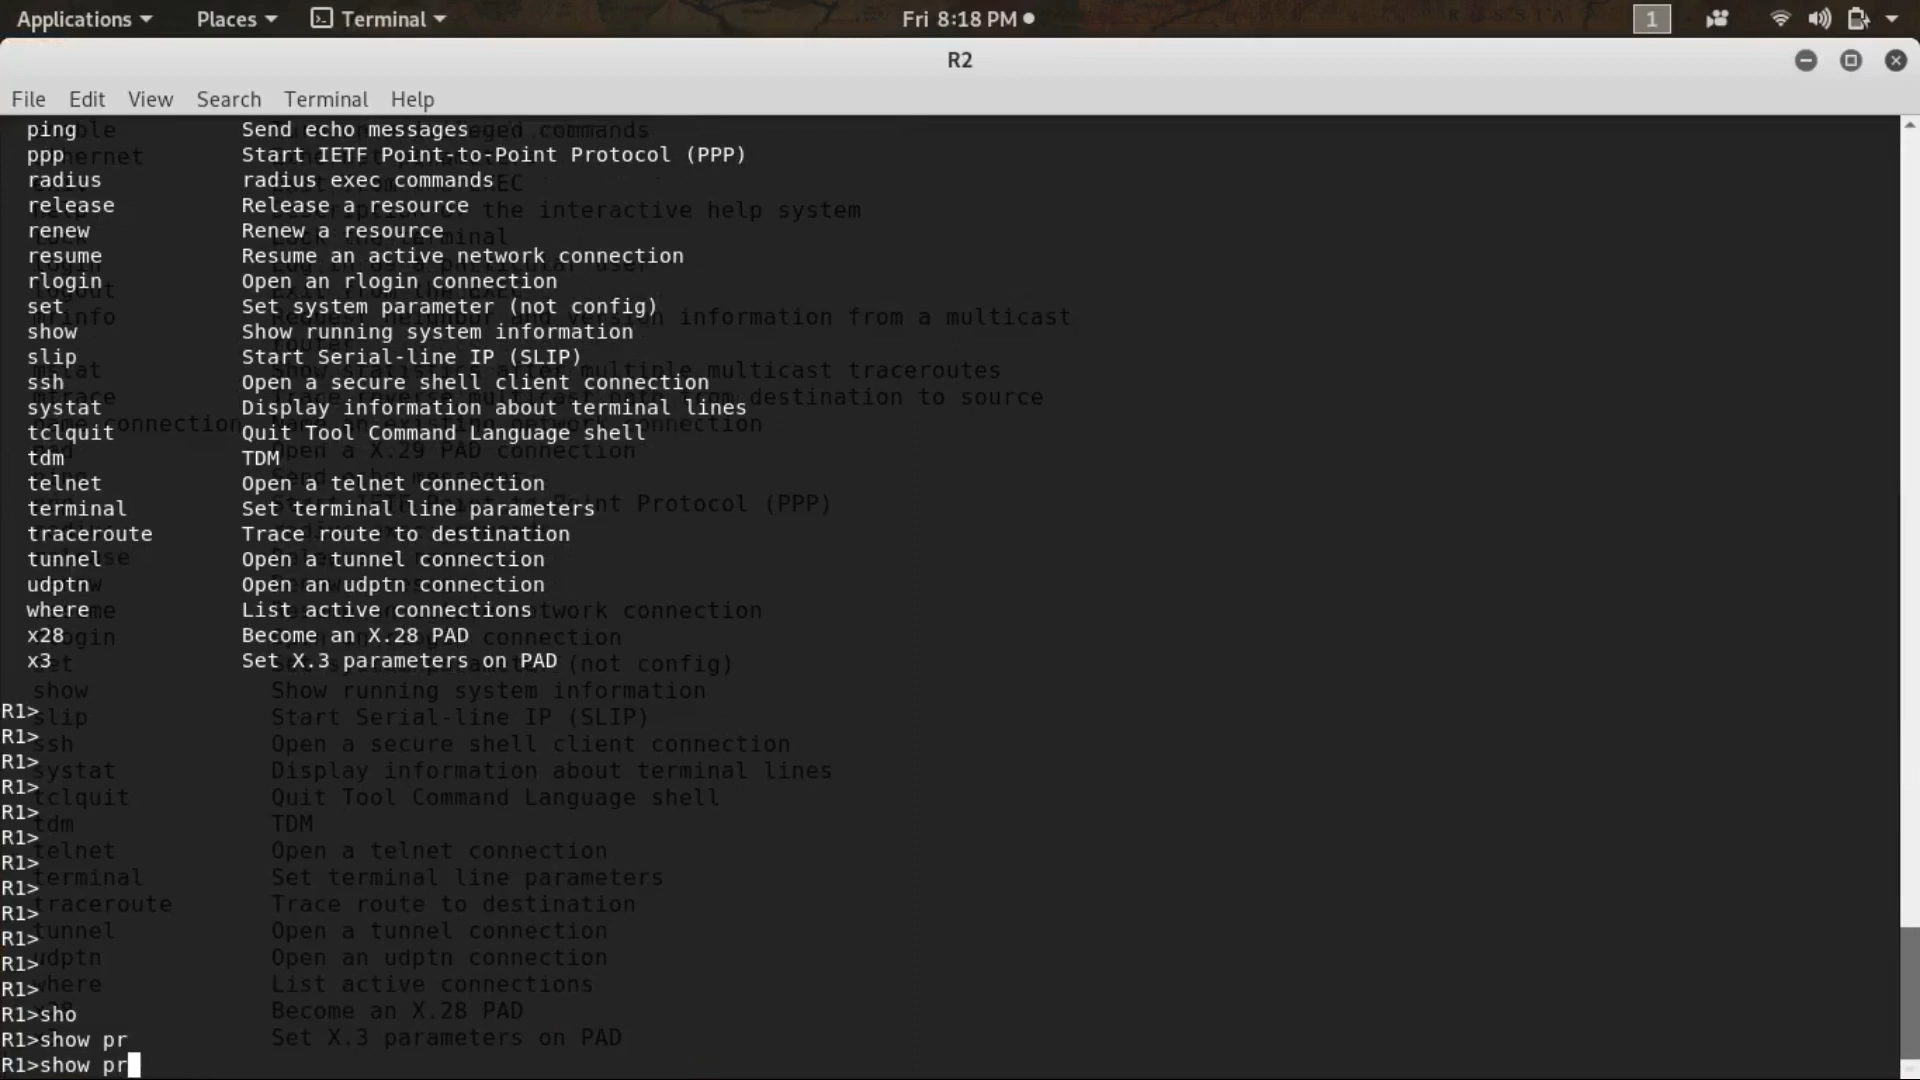 Applications Places Terminal Fri 8:18 PM 1
R2
File Edit View Search Terminal Help
ping Send echo messages
ppp Start IETF Point-to-Point Protocol (PPP)
radius radius exec commands
release Release a resource
renew Renew a resource
resume Resume an active network connection
rlogin Open an rlogin connection
set Set system parameter (not config)
show Show running system information
slip Start Serial-line IP (SLIP)
ssh Open a secure shell client connection
systat Display information about terminal lines
tclquit Quit Tool Command Language shell
tdm TDM
telnet Open a telnet connection
terminal Set terminal line parameters
traceroute Trace route to destination
tunnel Open a tunnel connection
udptn Open an udptn connection
where List active connections
x28 Become an X.28 PAD
x3 Set X.3 parameters on PAD
show Show running system information
R1>
slip Start Serial-line IP (SLIP)
R1>
ssh Open a secure shell client connection
R1>
systat Display information about terminal lines
R1>
tclquit Quit Tool Command Language shell
R1>
tdm TDM
R1>
telnet Open a telnet connection
R1>
terminal Set terminal line parameters
R1>
traceroute Trace route to destination
R1>
tunnel Open a tunnel connection
R1>
udptn Open an udptn connection
R1>
where List active connections
R1>
Become an X.28 PAD
R1>sho
Set X.3 parameters on PAD
R1>show pr
R1>show pr